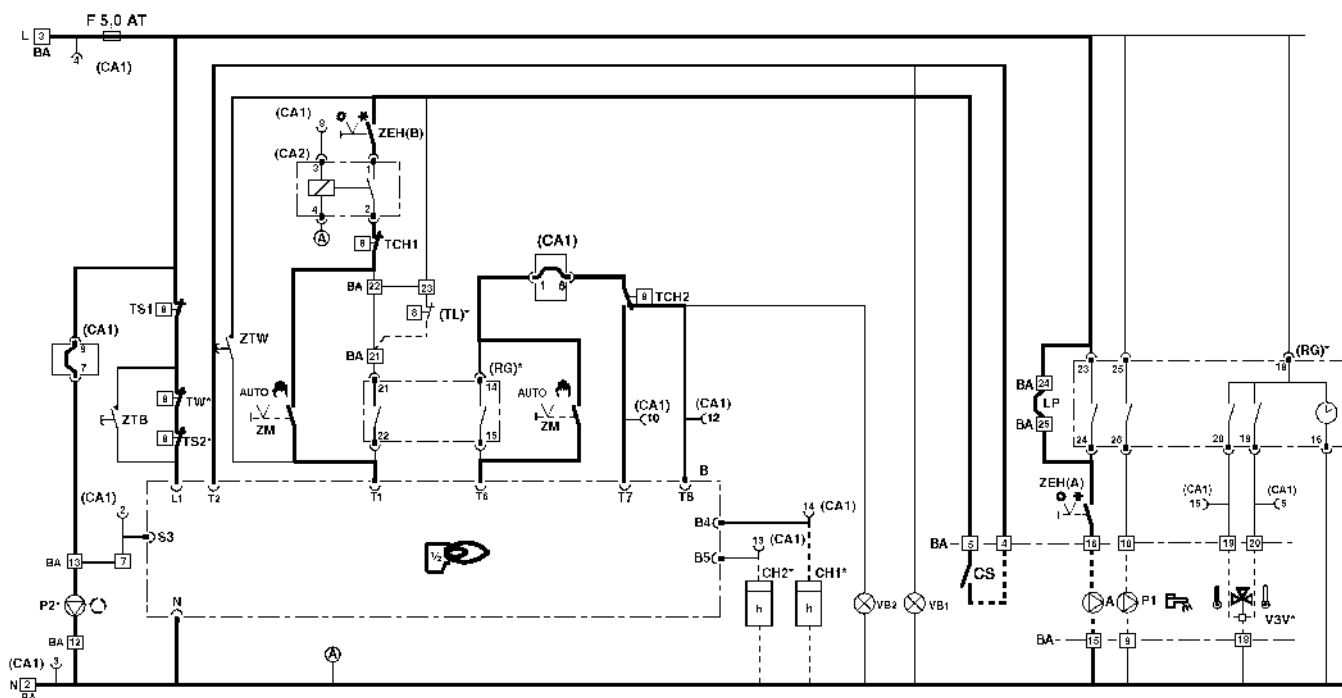 F 5,0 AT
L 3
BA
4
(CA1)
(CA1)
8
ZEH(B)
(CA2)
3
1
4
2
A
8
TCH1
(CA1)
1
6
8
TCH2
BA
22
23
8
(TL)*
TS1
8
(CA1)
9
7
ZTW
BA
21
(RG)*
21
14
22
15
AUTO
ZM
AUTO
ZM
(CA1)
10
(CA1)
12
TW*
8
ZTB
TS2*
8
(RG)*
23
25
18
BA
24
LP
BA
25
24
26
20
19
16
ZEH(A)
(CA1)
15
(CA1)
5
B
L1
T2
T1
T6
T7
T8
(CA1)
2
S3
½
B4
14
(CA1)
B5
13
(CA1)
BA
13
7
N
BA
5
4
16
10
19
20
CS
P2*
CH2*
CH1*
h
h
VB2
VB1
A
P1
V3V*
BA
12
BA
15
9
18
(CA1)
3
A
N 2
BA